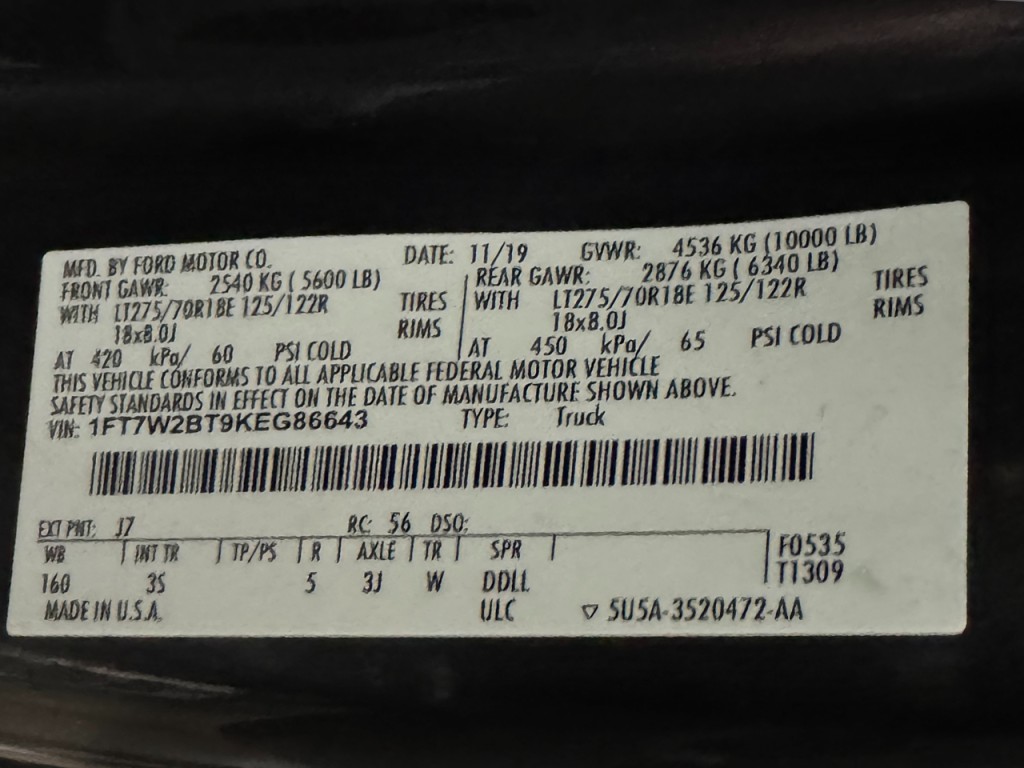 MFD. BY FORD MOTOR CO. DATE: 11/19 GVWR: 4536 KG (10000 LB)
FRONT GAWR: 2540 KG ( 5600 LB) REAR GAWR: 2876 KG ( 6340 LB)
WITH LT275/70R18E 125/122R TIRES WITH LT275/70R18E 125/122R TIRES
18x8.0J RIMS 18x8.0J RIMS
AT 420 kPa/ 60 PSI COLD AT 450 kPa/ 65 PSI COLD
THIS VEHICLE CONFORMS TO ALL APPLICABLE FEDERAL MOTOR VEHICLE
SAFETY STANDARDS IN EFFECT ON THE DATE OF MANUFACTURE SHOWN ABOVE.
VIN: 1FT7W2BT9KEG86643 TYPE: Truck
EXT PNT: J7 RC: 56 DSO:
WB INT TR TP/PS R AXLE TR SPR F0535
160 3S 5 3J W DDLL T1309
MADE IN U.S.A. ULC ▽ 5U5A-3520472-AA